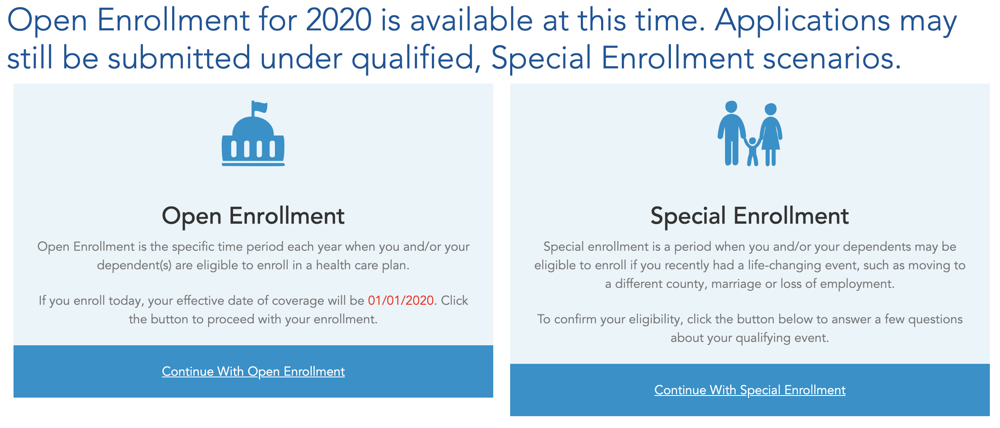 Open Enrollment for 2020 is available at this time. Applications may
still be submitted under qualified, Special Enrollment scenarios.
Open Enrollment
Open Enrollment is the specific time period each year when you and/or your
dependent(s) are eligible to enroll in a health care plan.
If you enroll today, your effective date of coverage will be 01/01/2020. Click
the button to proceed with your enrollment.
Continue With Open Enrollment
Special Enrollment
Special enrollment is a period when you and/or your dependents may be
eligible to enroll if you recently had a life-changing event, such as moving to
a different county, marriage or loss of employment.
To confirm your eligibility, click the button below to answer a few questions
about your qualifying event.
Continue With Special Enrollment